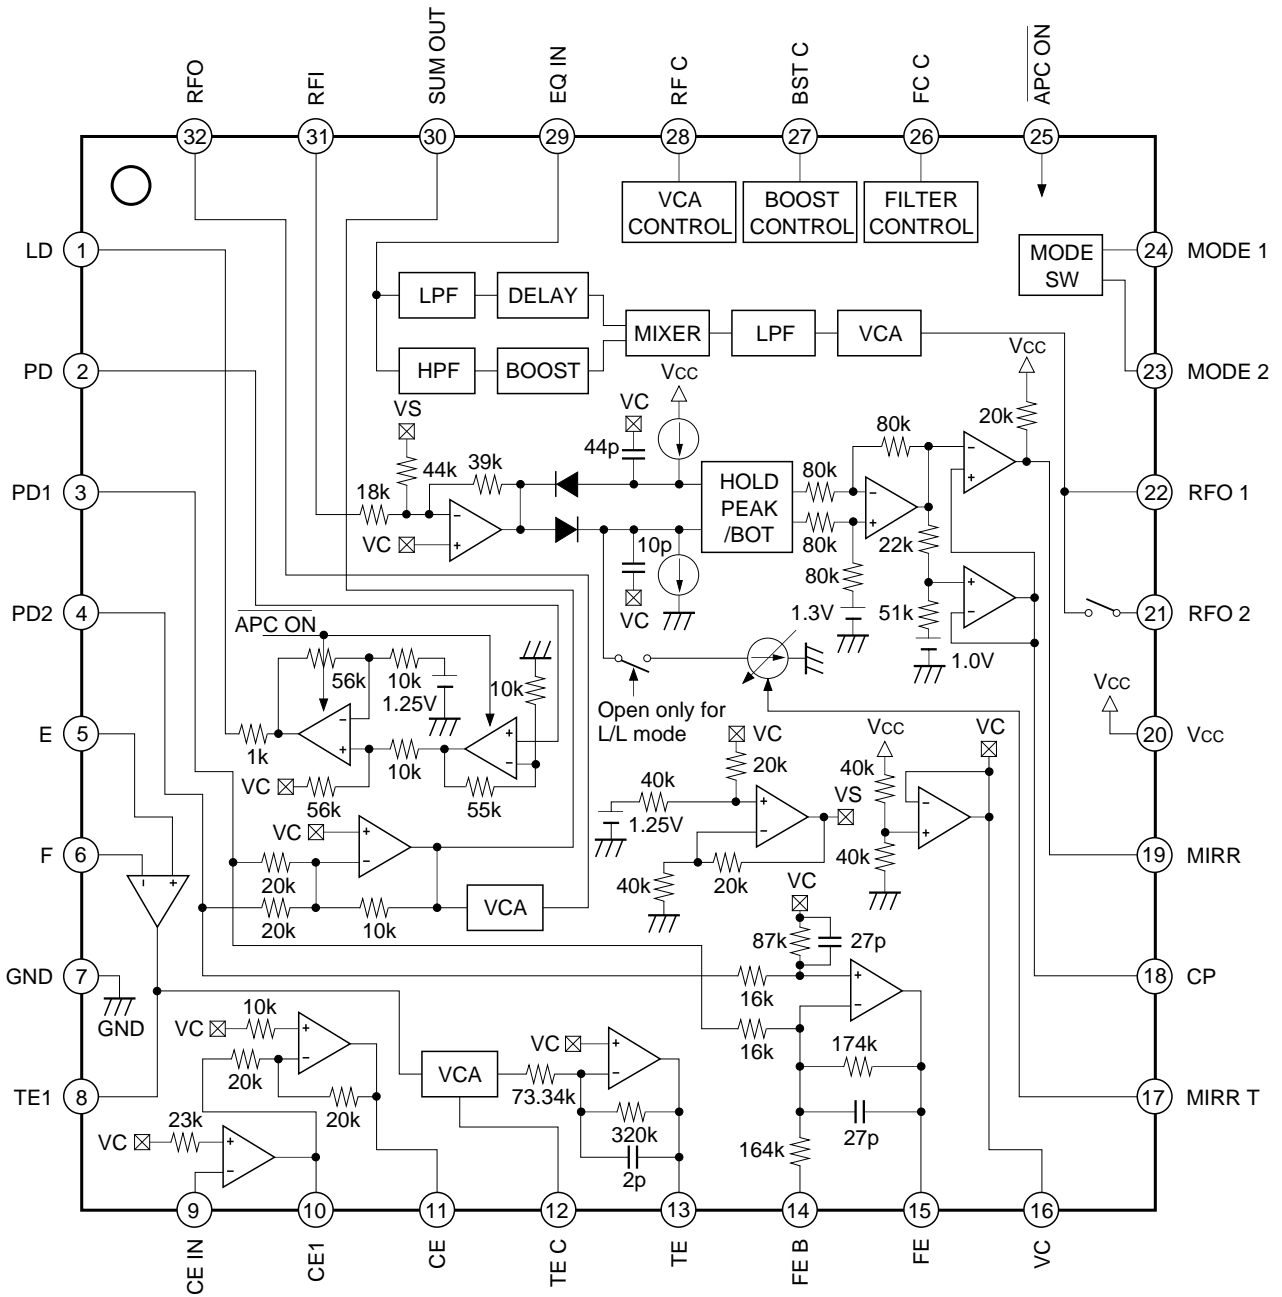 RFO
RFI
SUM OUT
EQ IN
RF C
BST C
FC C
APC ON
32
31
30
29
28
27
26
25
VCA CONTROL
BOOST CONTROL
FILTER CONTROL
LD
1
MODE SW
24
MODE 1
LPF
DELAY
MIXER
LPF
VCA
HPF
BOOST
PD
2
VCC
VCC
23
MODE 2
VS
VC
44p
20k
80k
44k
39k
18k
PD1
3
HOLD PEAK /BOT
80k
22
RFO 1
VC
10p
80k
22k
VC
80k
1.3V
51k
1.0V
PD2
4
21
RFO 2
APC ON
56k
10k
1.25V
10k
1k
Open only for L/L mode
VC
56k
10k
55k
E
5
VCC
20
VCC
VC
20k
40k
1.25V
VS
VCC
40k
VC
40k
20k
40k
VC
F
6
20k
20k
10k
VCA
19
MIRR
VC
87k
27p
GND
7
GND
16k
16k
18
CP
VC
10k
20k
20k
VC
VCA
73.34k
320k
2p
174k
27p
TE1
8
17
MIRR T
VC
23k
164k
9
10
11
12
13
14
15
16
CE IN
CE1
CE
TE C
TE
FE B
FE
VC